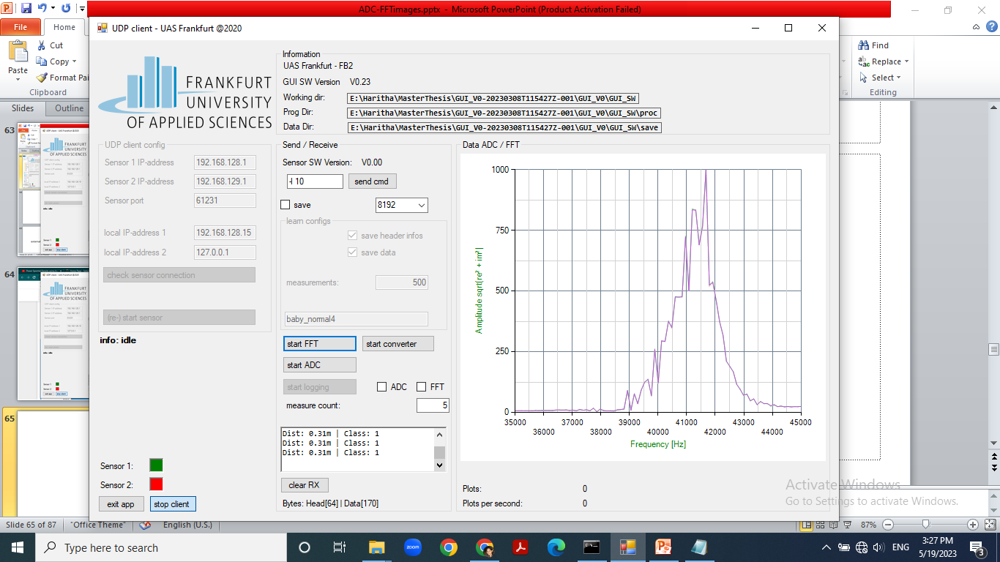 ADC-FFTimages.pptx - Microsoft PowerPoint (Product Activation Failed)
File
Home
Cut
Copy
Format Pai
Paste
Clipboard
Find
Replace
Select
Editing
Slides
Outline
63
64
65
UDP client - UAS Frankfurt @2020
FRANKFURT
UNIVERSITY
OF APPLIED SCIENCES
Information
UAS Frankfurt - FB2
GUI SW Version V0.23
Working dir: E:\Haritha\MasterThesis\GUI_V0-20230308T115427Z-001\GUI_V0\GUI_SW
Prog Dir: E:\Haritha\MasterThesis\GUI_V0-20230308T115427Z-001\GUI_V0\GUI_SW\proc
Data Dir: E:\Haritha\MasterThesis\GUI_V0-20230308T115427Z-001\GUI_V0\GUI_SW\save
UDP client config
Sensor 1 IP-address 192.168.128.1
Sensor 2 IP-address 192.168.129.1
Sensor port 61231
local IP-address 1 192.168.128.15
local IP-address 2 127.0.0.1
check sensor connection
(re-) start sensor
info: idle
Sensor 1:
Sensor 2:
exit app
stop client
Send / Receive
Sensor SW Version: V0.00
-l 10
send cmd
save
8192
learn configs
save header infos
save data
measurements: 500
baby_normal4
start FFT
start converter
start ADC
start logging
ADC
FFT
measure count: 5
Dist: 0.31m | Class: 1
Dist: 0.31m | Class: 1
Dist: 0.31m | Class: 1
clear RX
Bytes: Head[64] | Data[170]
Data ADC / FFT
1000
750
500
250
0
Amplitude sqrt(re² + im²)
35000 37000 39000 41000 43000 45000
36000 38000 40000 42000 44000
Frequency [Hz]
Plots: 0
Plots per second: 0
Activate Windows
Go to Settings to activate Windows.
Slide 65 of 87
"Office Theme"
English (U.S.)
87%
Type here to search
zoom
ENG
3:27 PM
5/19/2023
3